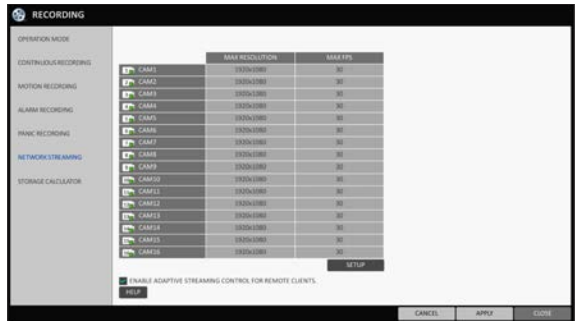 RECORDING
OPERATION MODE
CONTINUOUS RECORDING
MOTION RECORDING
ALARM RECORDING
PANIC RECORDING
NETWORK STREAMING
STORAGE CALCULATOR
MAX RESOLUTION MAX FPS
CAM1 1920x1080 30
CAM2 1920x1080 30
CAM3 1920x1080 30
CAM4 1920x1080 30
CAM5 1920x1080 30
CAM6 1920x1080 30
CAM7 1920x1080 30
CAM8 1920x1080 30
CAM9 1920x1080 30
CAM10 1920x1080 30
CAM11 1920x1080 30
CAM12 1920x1080 30
CAM13 1920x1080 30
CAM14 1920x1080 30
CAM15 1920x1080 30
CAM16 1920x1080 30
SETUP
ENABLE ADAPTIVE STREAMING CONTROL FOR REMOTE CLIENTS.
HELP
CANCEL APPLY CLOSE